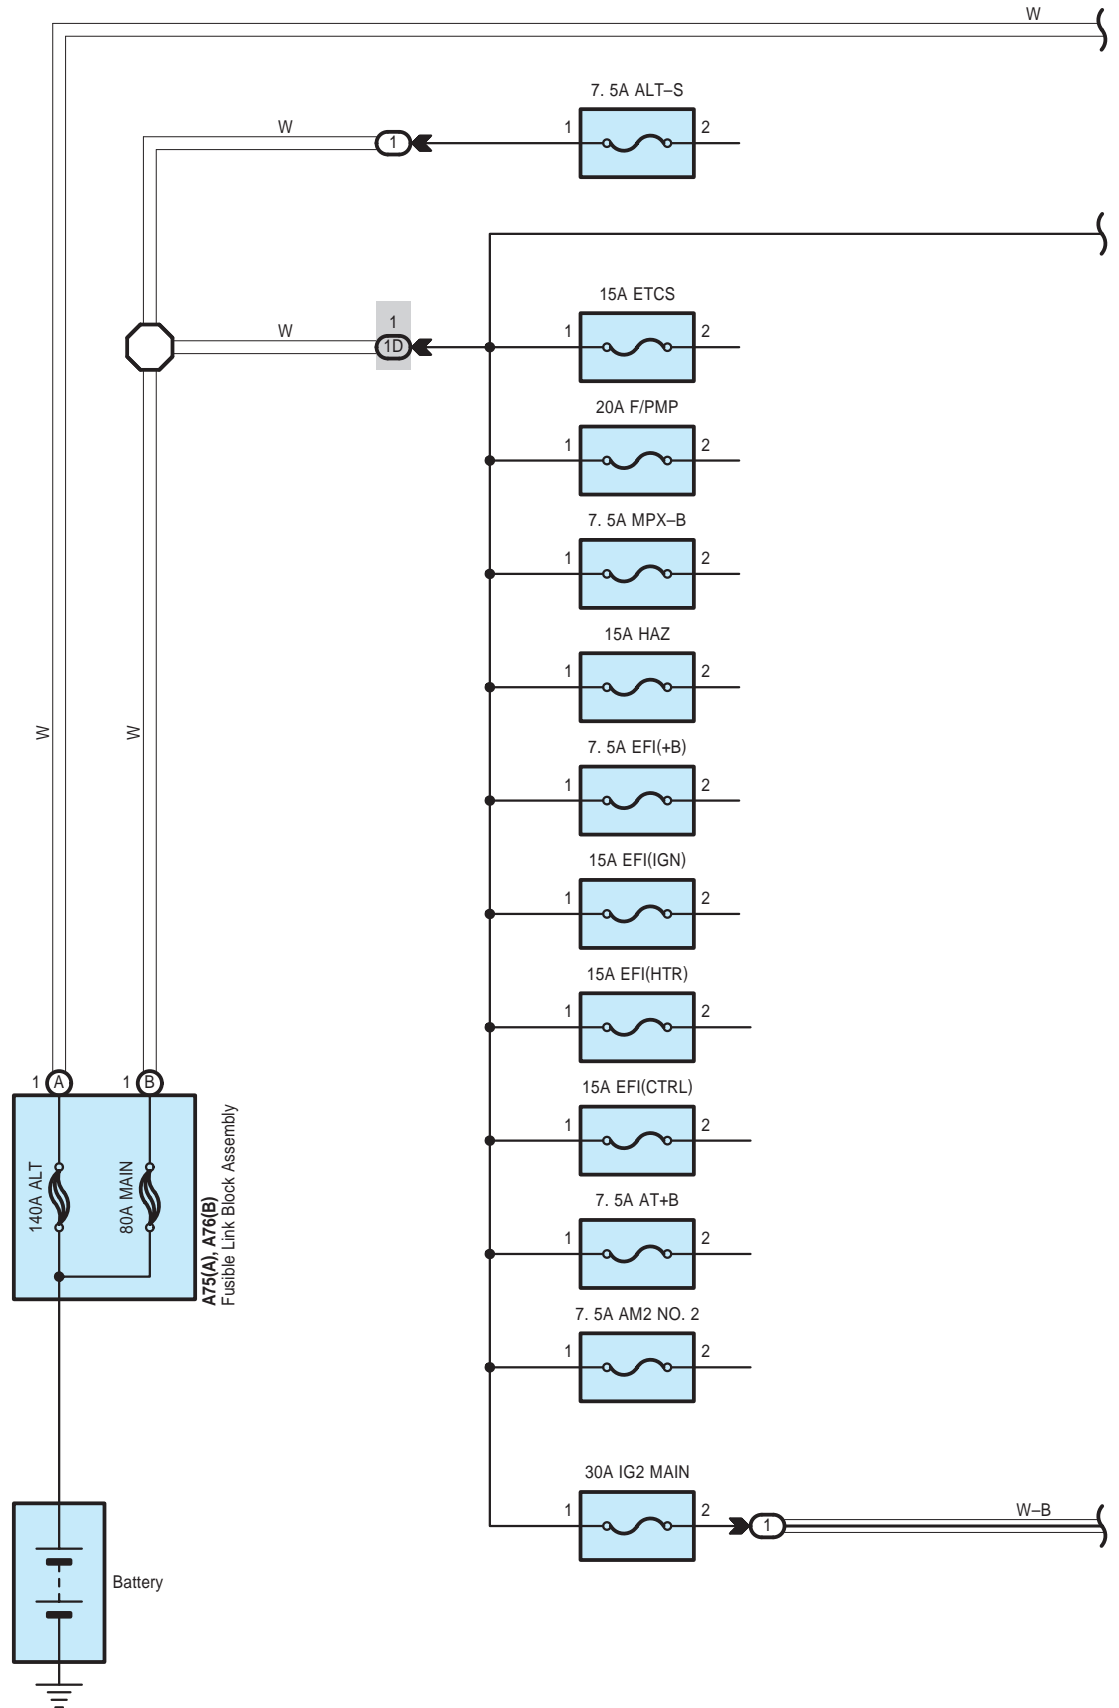 W
7. 5A ALT–S
W
1
1
2
15A ETCS
W
1
1D
1
2
20A F/PMP
1
2
7. 5A MPX–B
1
2
15A HAZ
1
2
W
W
7. 5A EFI(+B)
1
2
15A EFI(IGN)
1
2
15A EFI(HTR)
1
2
1
A
1
B
15A EFI(CTRL)
1
2
140A ALT
80A MAIN
A75(A), A76(B)
Fusible Link Block Assembly
7. 5A AT+B
1
2
7. 5A AM2 NO. 2
1
2
30A IG2 MAIN
1
2
1
W–B
Battery